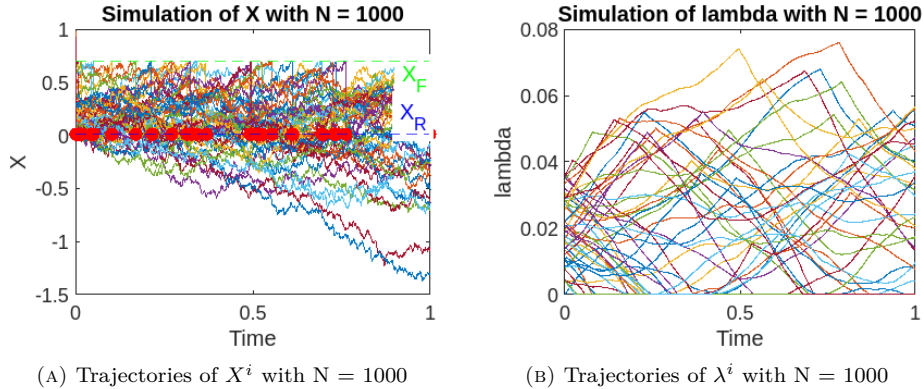 Simulation of X with N = 1000
1
0.5
0
-0.5
-1
-1.5
X
X_F
X_R
0
0.5
1
Time
(A) Trajectories of X^i with N = 1000
Simulation of lambda with N = 1000
0.08
0.06
0.04
0.02
0
lambda
0
0.5
1
Time
(B) Trajectories of λ^i with N = 1000